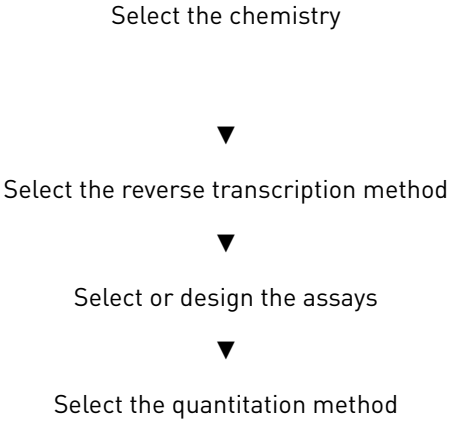 Select the chemistry
Select the reverse transcription method
Select or design the assays
Select the quantitation method